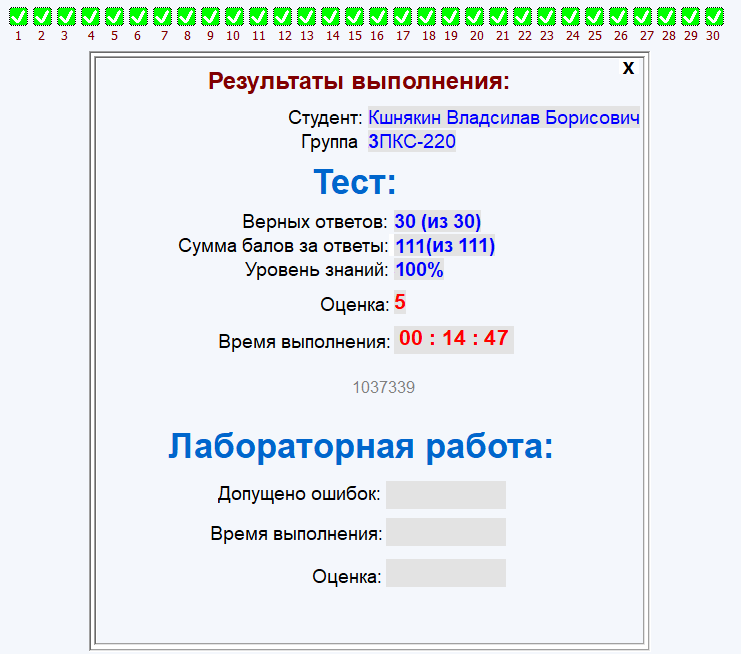 1 2 3 4 5 6 7 8 9 10 11 12 13 14 15 16 17 18 19 20 21 22 23 24 25 26 27 28 29 30
X
Результаты выполнения:
Студент: Кшнякин Владсилав Борисович
Группа 3ПКС-220
Тест:
Верных ответов: 30 (из 30)
Сумма балов за ответы: 111(из 111)
Уровень знаний: 100%
Оценка: 5
Время выполнения: 00 : 14 : 47
1037339
Лабораторная работа:
Допущено ошибок:
Время выполнения:
Оценка: